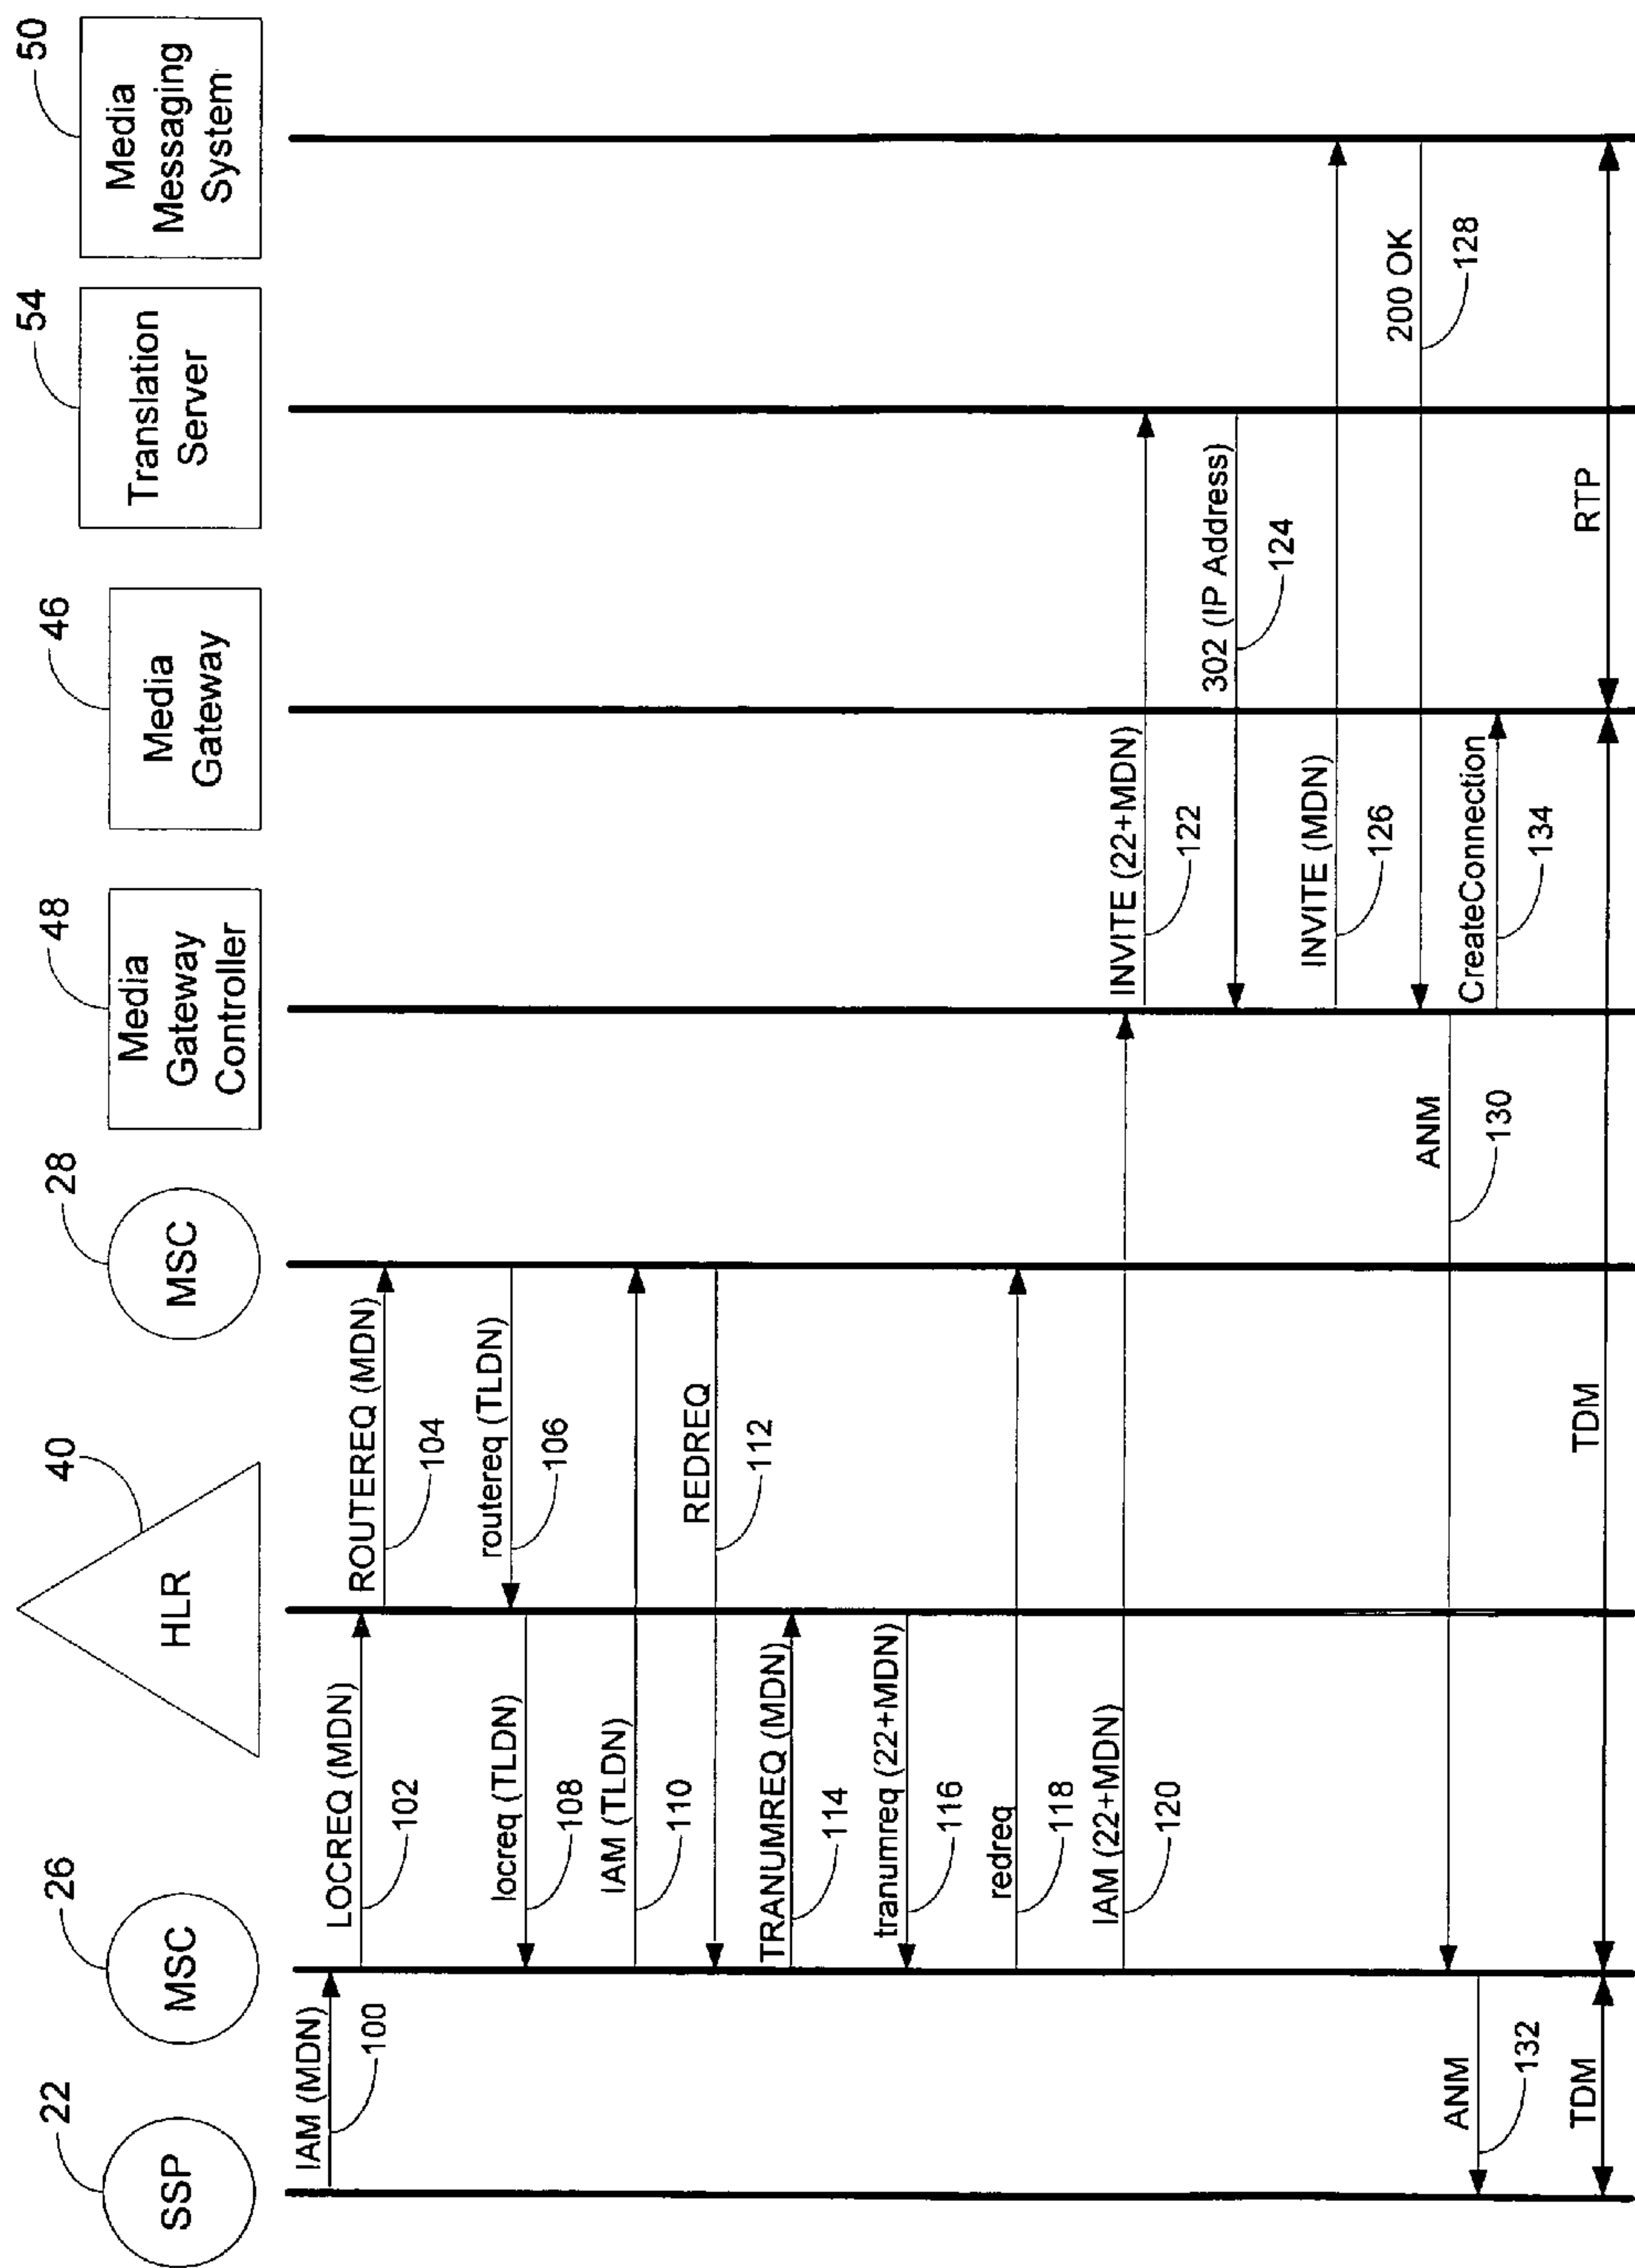 22
SSP
26
MSC
40
HLR
28
MSC
48
Media
Gateway
Controller
46
Media
Gateway
54
Translation
Server
50
Media
Messaging
System
IAM (MDN)
100
LOCREQ (MDN)
102
ROUTEREQ (MDN)
104
routereq (TLDN)
106
locreq (TLDN)
108
IAM (TLDN)
110
REDREQ
112
TRANUMREQ (MDN)
114
tranumreq (22+MDN)
116
redreq
118
IAM (22+MDN)
120
INVITE (22+MDN)
122
302 (IP Address)
124
INVITE (MDN)
126
200 OK
128
ANM
130
ANM
132
CreateConnection
134
TDM
TDM
RTP